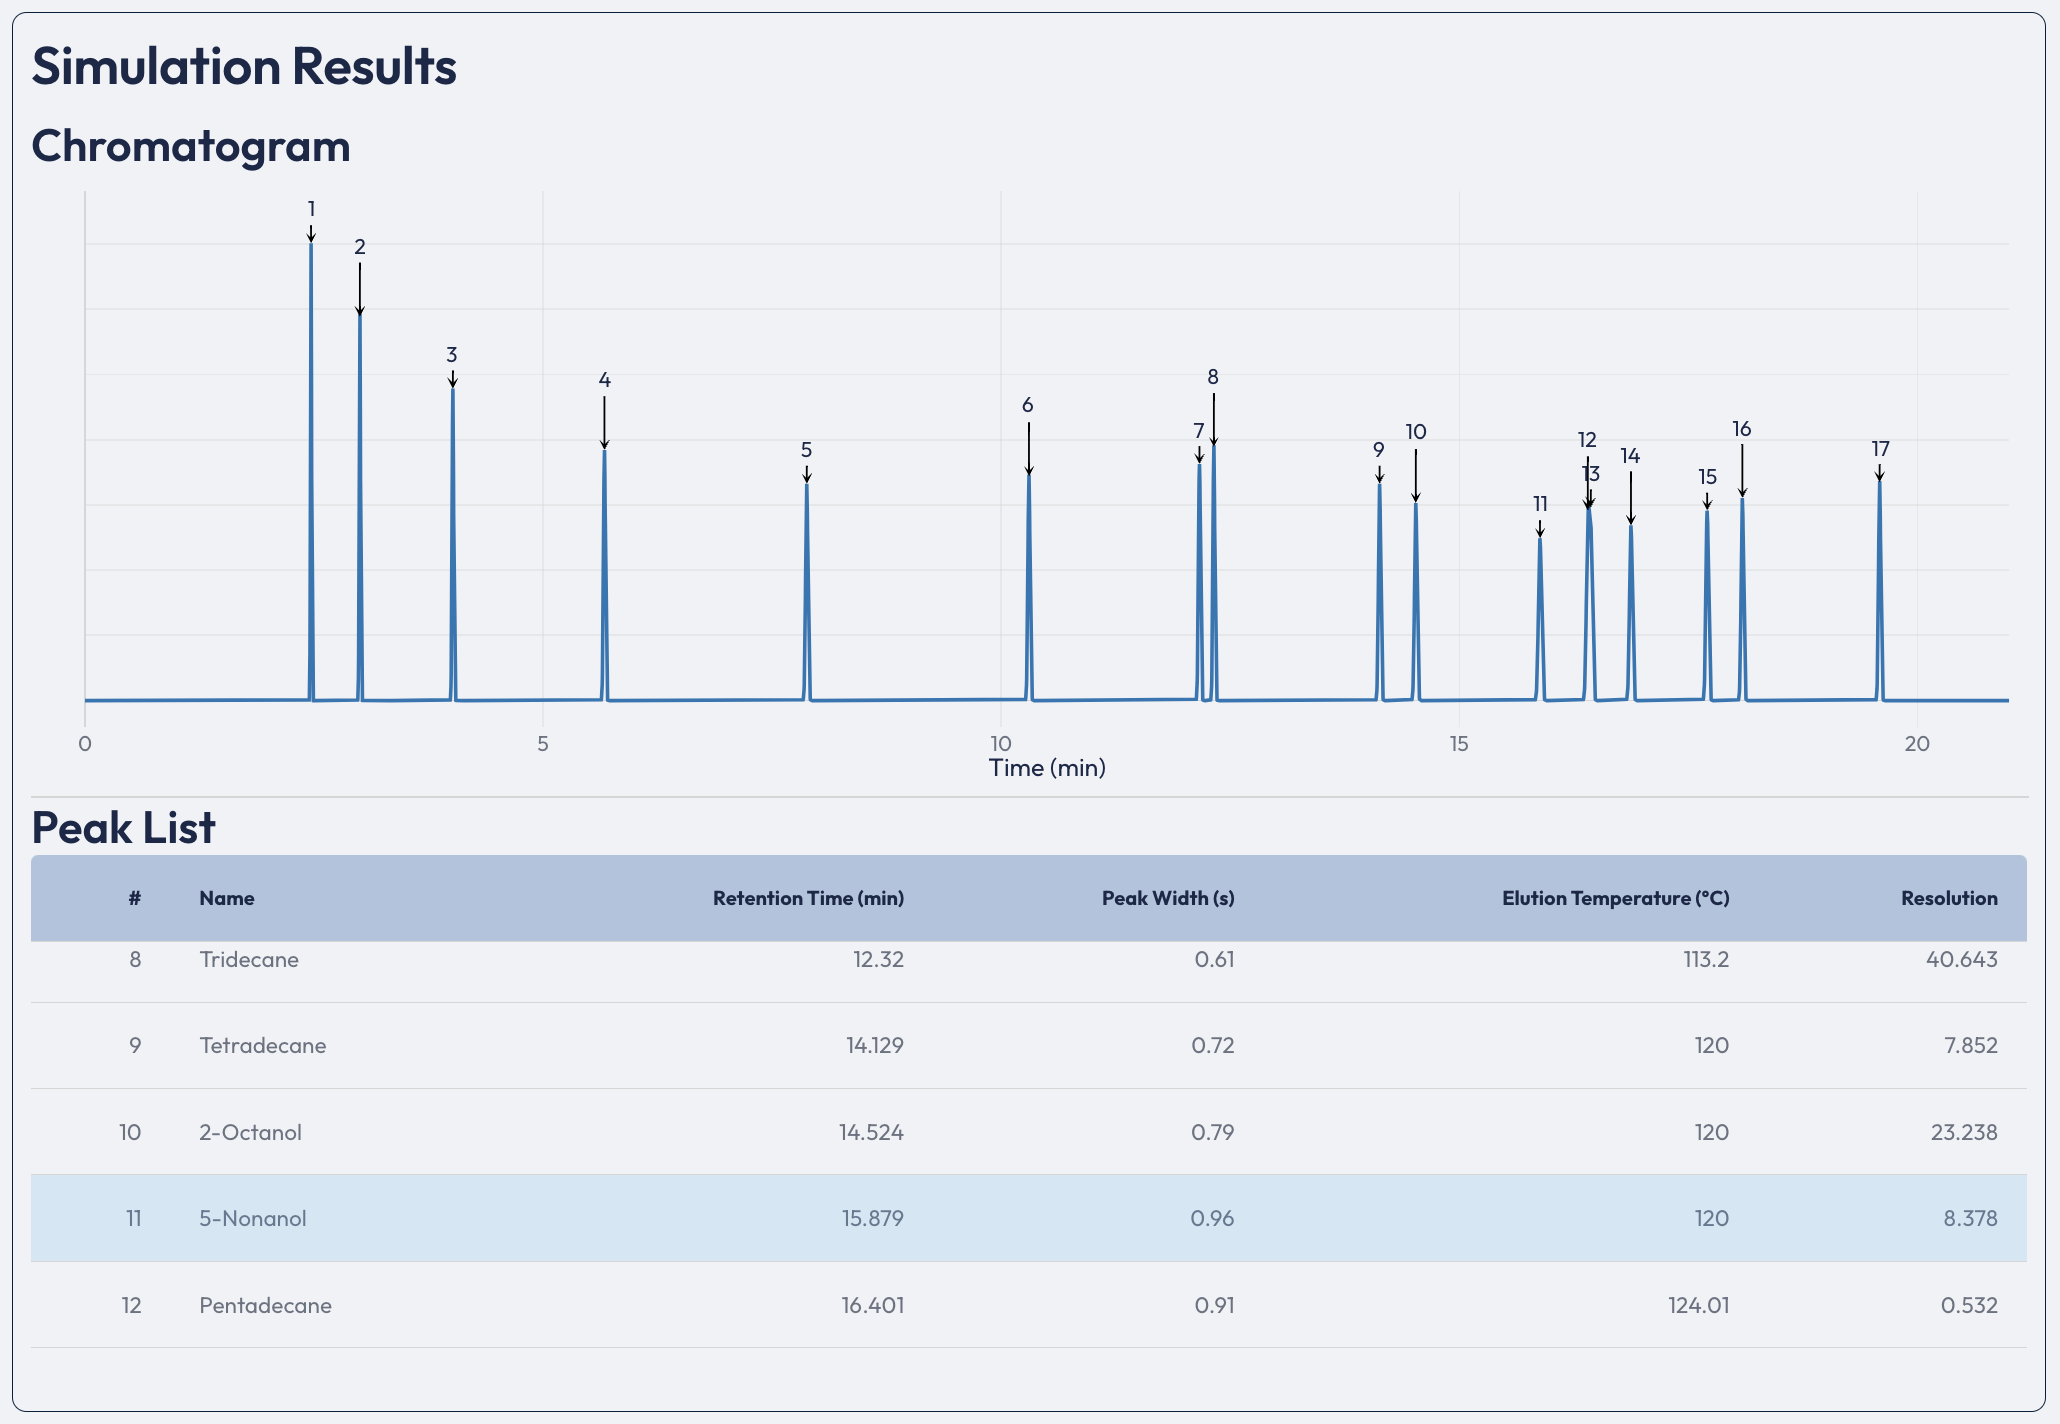 Simulation Results
Chromatogram
1
2
3
4
5
6
7
8
9
10
11
12
13
14
15
16
17
0 5 10 15 20
Time (min)
Peak List
# Name Retention Time (min) Peak Width (s) Elution Temperature (°C) Resolution
8 Tridecane 12.32 0.61 113.2 40.643
9 Tetradecane 14.129 0.72 120 7.852
10 2-Octanol 14.524 0.79 120 23.238
11 5-Nonanol 15.879 0.96 120 8.378
12 Pentadecane 16.401 0.91 124.01 0.532